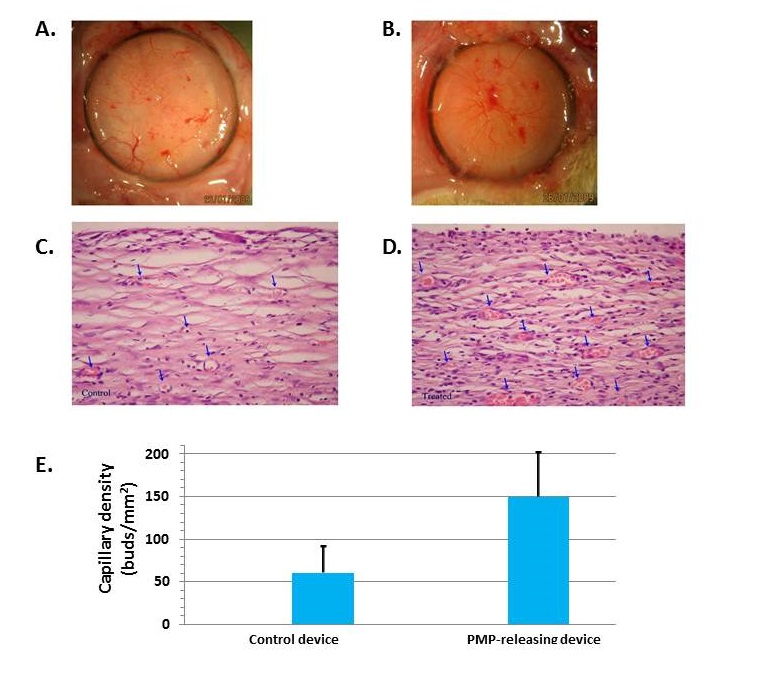 A.
B.
C.
D.
Control
Treated
E.
Capillary density
(buds/mm²)
200
150
100
50
0
Control device
PMP-releasing device